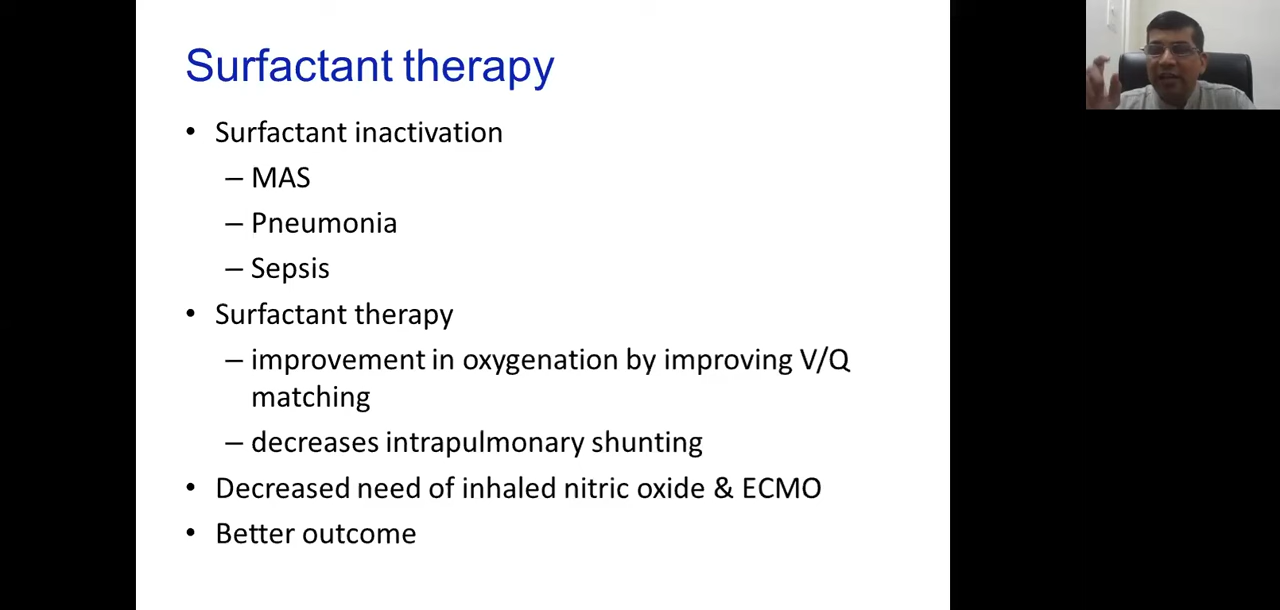 Surfactant therapy
• Surfactant inactivation
– MAS
– Pneumonia
– Sepsis
• Surfactant therapy
– improvement in oxygenation by improving V/Q
matching
– decreases intrapulmonary shunting
• Decreased need of inhaled nitric oxide & ECMO
• Better outcome